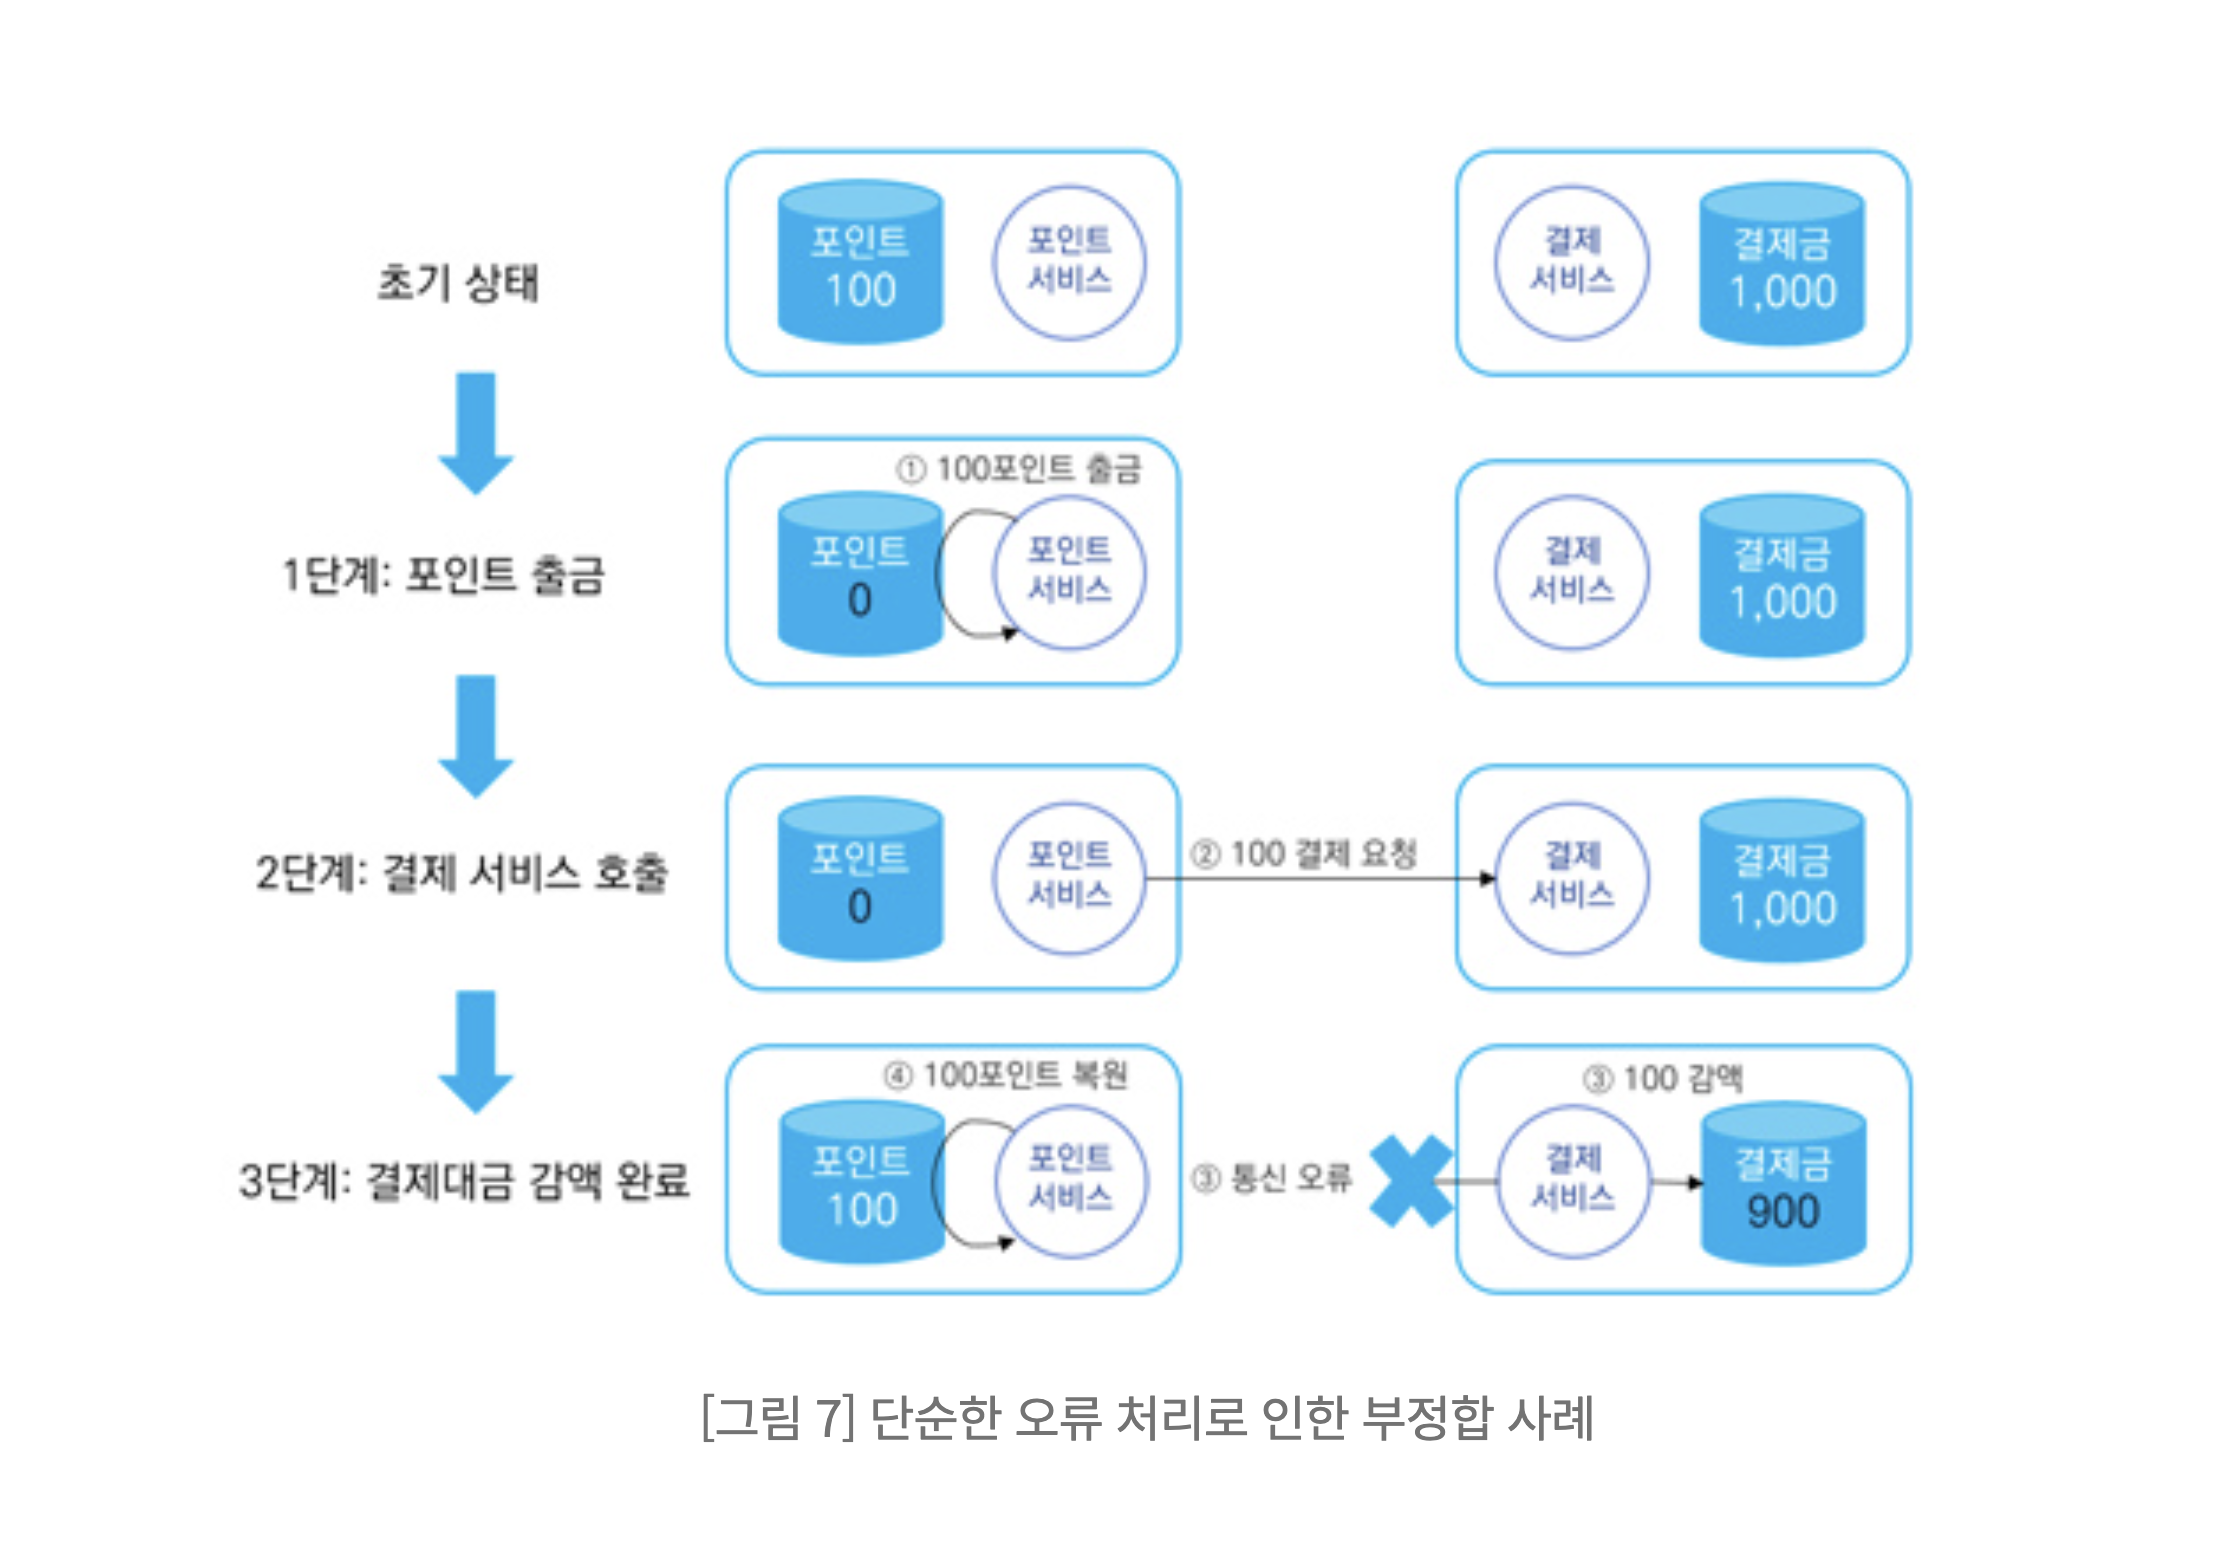 초기 상태
포인트
100
포인트
서비스
결제
서비스
결제금
1,000
1단계: 포인트 출금
① 100포인트 출금
포인트
0
포인트
서비스
결제
서비스
결제금
1,000
2단계: 결제 서비스 호출
포인트
0
포인트
서비스
② 100 결제 요청
결제
서비스
결제금
1,000
3단계: 결제대금 감액 완료
④ 100포인트 복원
포인트
100
포인트
서비스
③ 통신 오류
③ 100 감액
결제
서비스
결제금
900
[그림 7] 단순한 오류 처리로 인한 부정합 사례